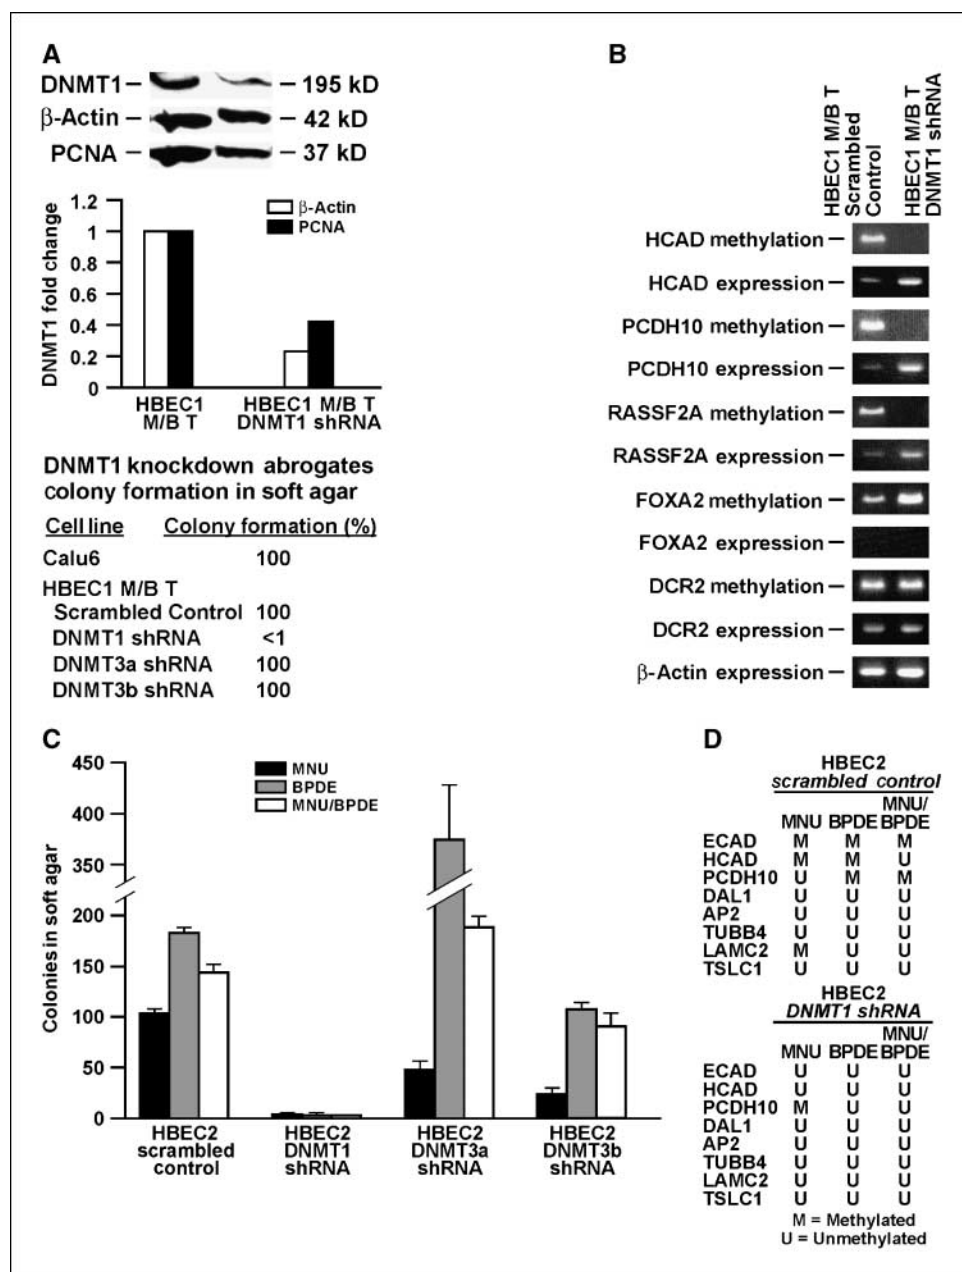 A
DNMT1 – – 195 kD
β-Actin – – 42 kD
PCNA – – 37 kD
DNMT1 fold change
1.2
1
0.8
0.6
0.4
0.2
0
β-Actin
PCNA
HBEC1
M/B T
HBEC1 M/B T
DNMT1 shRNA
DNMT1 knockdown abrogates
colony formation in soft agar
Cell line Colony formation (%)
Calu6 100
HBEC1 M/B T
Scrambled Control 100
DNMT1 shRNA <1
DNMT3a shRNA 100
DNMT3b shRNA 100
B
HBEC1 M/B T
Scrambled
Control
HBEC1 M/B T
DNMT1 shRNA
HCAD methylation –
HCAD expression –
PCDH10 methylation –
PCDH10 expression –
RASSF2A methylation –
RASSF2A expression –
FOXA2 methylation –
FOXA2 expression –
DCR2 methylation –
DCR2 expression –
β-Actin expression –
C
Colonies in soft agar
450
400
350
200
150
100
50
0
MNU
BPDE
MNU/BPDE
HBEC2
scrambled
control
HBEC2
DNMT1
shRNA
HBEC2
DNMT3a
shRNA
HBEC2
DNMT3b
shRNA
D
HBEC2
scrambled control
MNU/
MNU BPDE BPDE
ECAD M M M
HCAD M M U
PCDH10 U M M
DAL1 U U U
AP2 U U U
TUBB4 U U U
LAMC2 M U U
TSLC1 U U U
HBEC2
DNMT1 shRNA
MNU/
MNU BPDE BPDE
ECAD U U U
HCAD U U U
PCDH10 M U U
DAL1 U U U
AP2 U U U
TUBB4 U U U
LAMC2 U U U
TSLC1 U U U
M = Methylated
U = Unmethylated